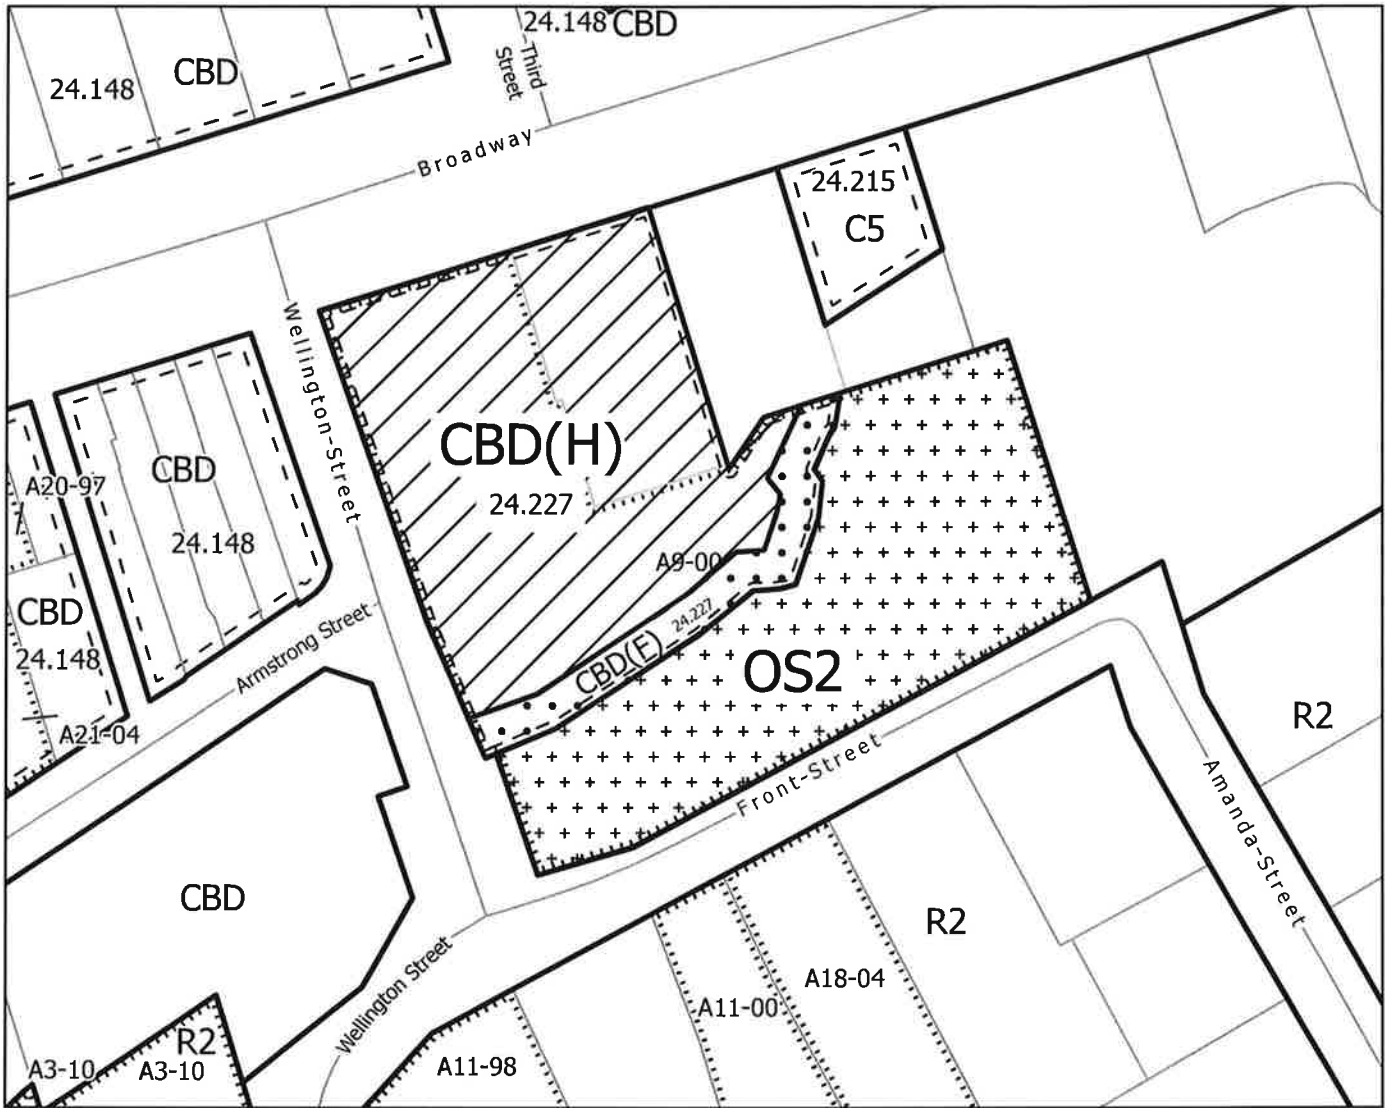 24.148 CBD
Third
Street
CBD
24.148
Broadway
24.215
C5
Wellington-Street
CBD(H)
24.227
A20-97
CBD
24.148
A9-00
24.227
CBD(F)
CBD
24.148
Armstrong Street
OS2
A21-04
R2
Front-Street
Amanda-Street
CBD
R2
Wellington Street
A18-04
A11-00
R2
A3-10
A3-10
A11-98